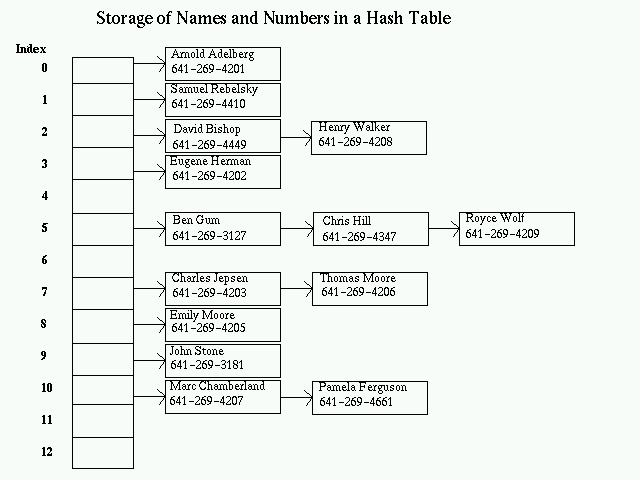 Storage of Names and Numbers in a Hash Table
Index
0
Arnold Adelberg
641-269-4201
1
Samuel Rebelsky
641-269-4410
2
David Bishop
641-269-4449
Henry Walker
641-269-4208
3
Eugene Herman
641-269-4202
4
5
Ben Gum
641-269-3127
Chris Hill
641-269-4347
Royce Wolf
641-269-4209
6
7
Charles Jepsen
641-269-4203
Thomas Moore
641-269-4206
8
Emily Moore
641-269-4205
9
John Stone
641-269-3181
10
Marc Chamberland
641-269-4207
Pamela Ferguson
641-269-4661
11
12